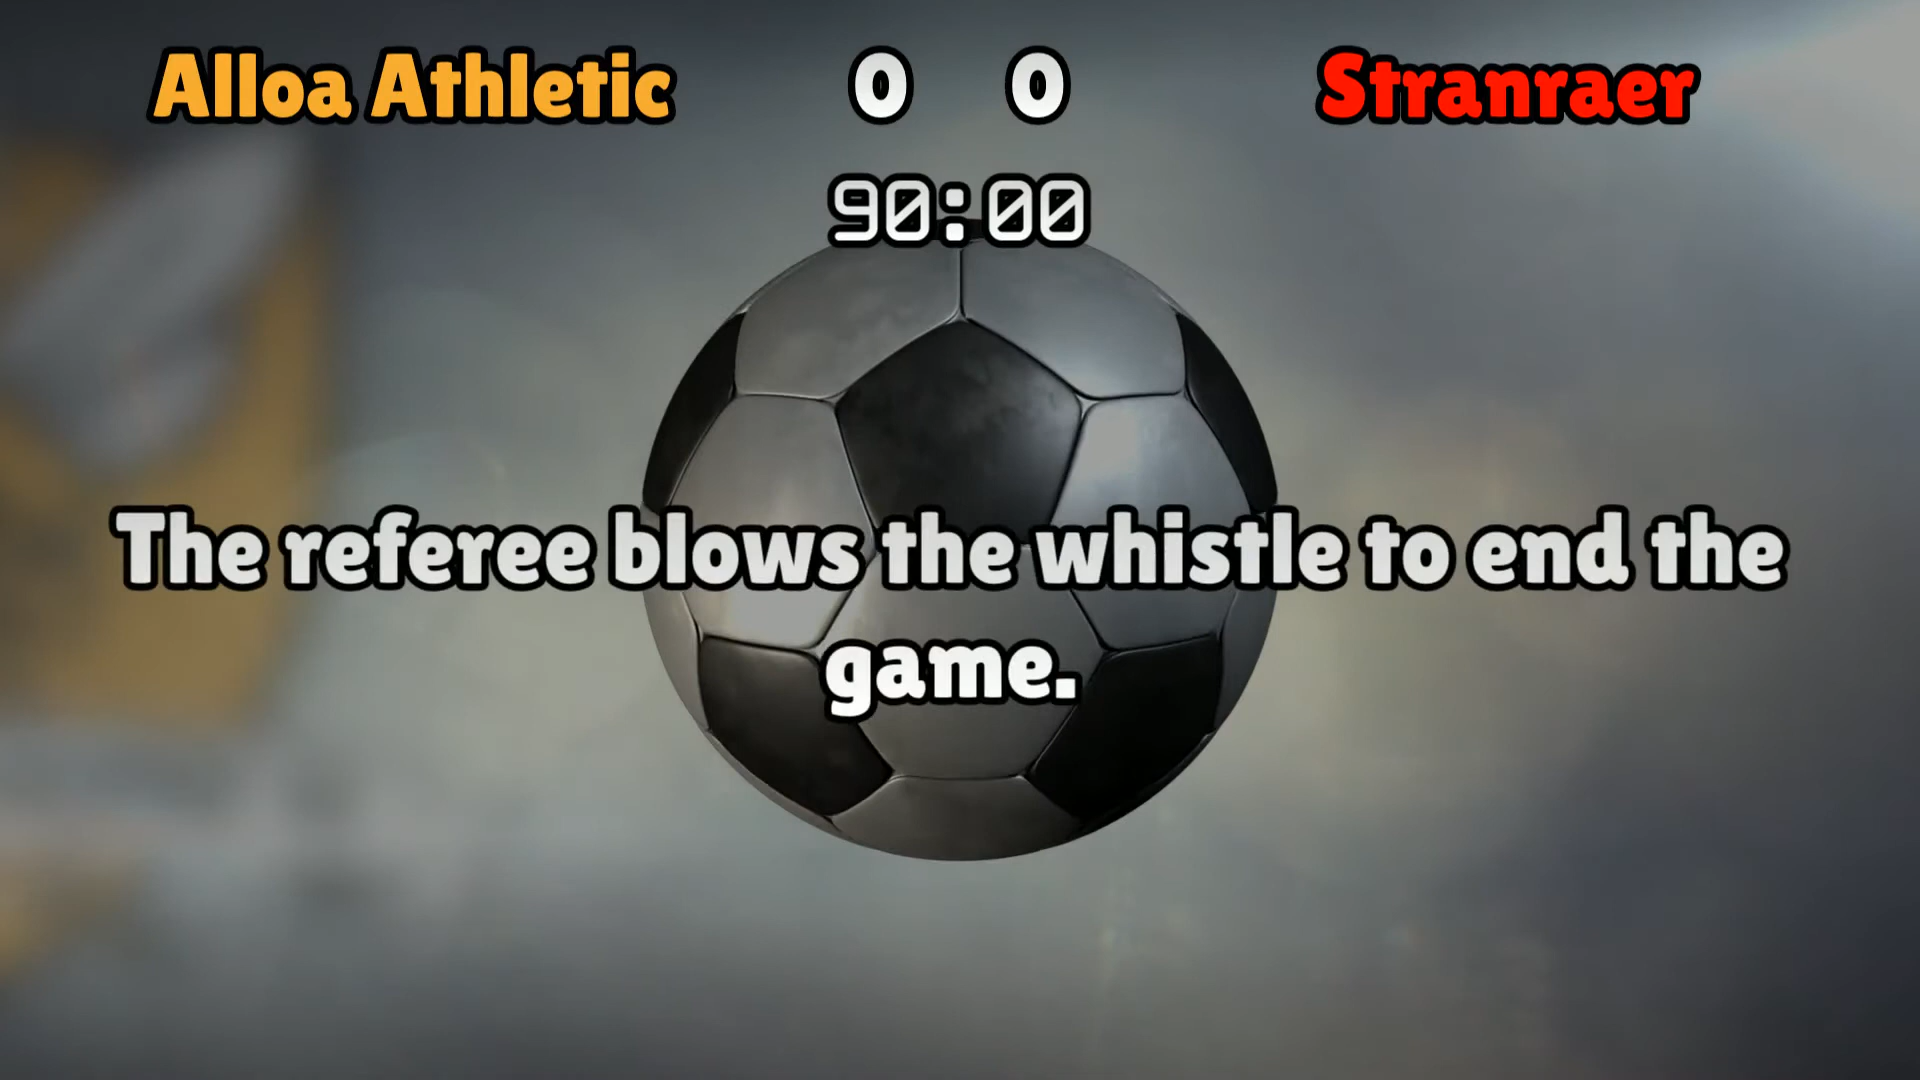 Alloa Athletic 0 0 Stranraer
90:00
The referee blows the whistle to end the
game.